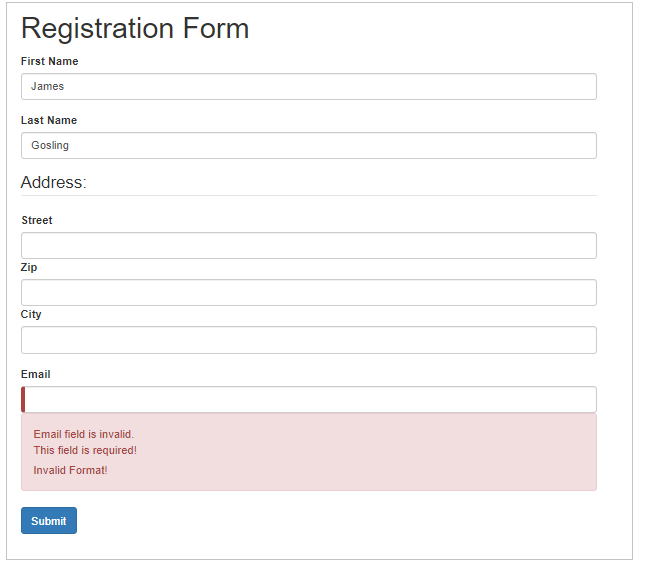 Registration Form
First Name
James
Last Name
Gosling
Address:
Street
Zip
City
Email
Email field is invalid.
This field is required!
Invalid Format!
Submit